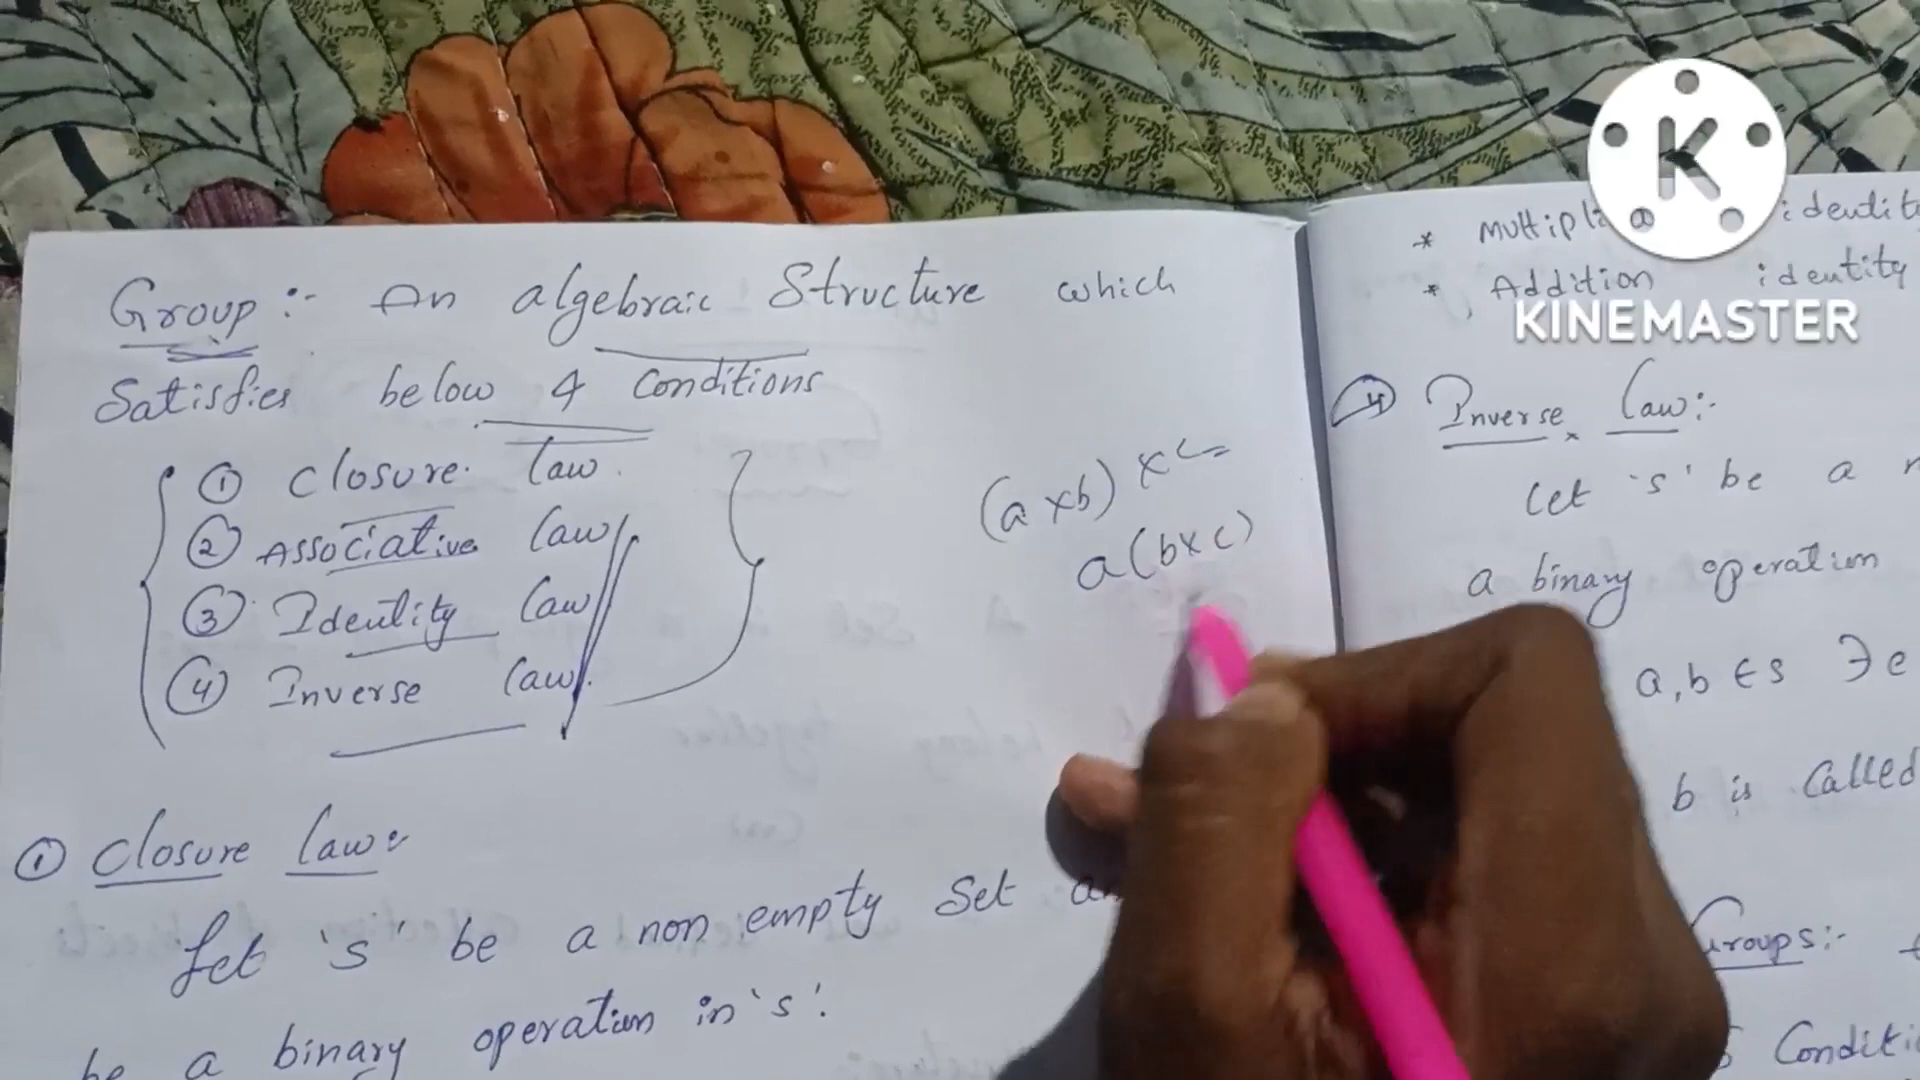 Group :- An algebraic Structure which
Satisfies below 4 Conditions
① Closure Law.
② Associative Law
③ Identity Law
④ Inverse Law.
(a×b) × c =
a(b×c)
① Closure Law:
Let 's' be a non empty Set
be a binary operation in 's'.
* multipli identit
* Addition identity
K
KINEMASTER
④ Inverse Law:-
Let 's' be a
a binary operation
a, b ∈ s ∃ e
b is Called
Groups:-
Conditi